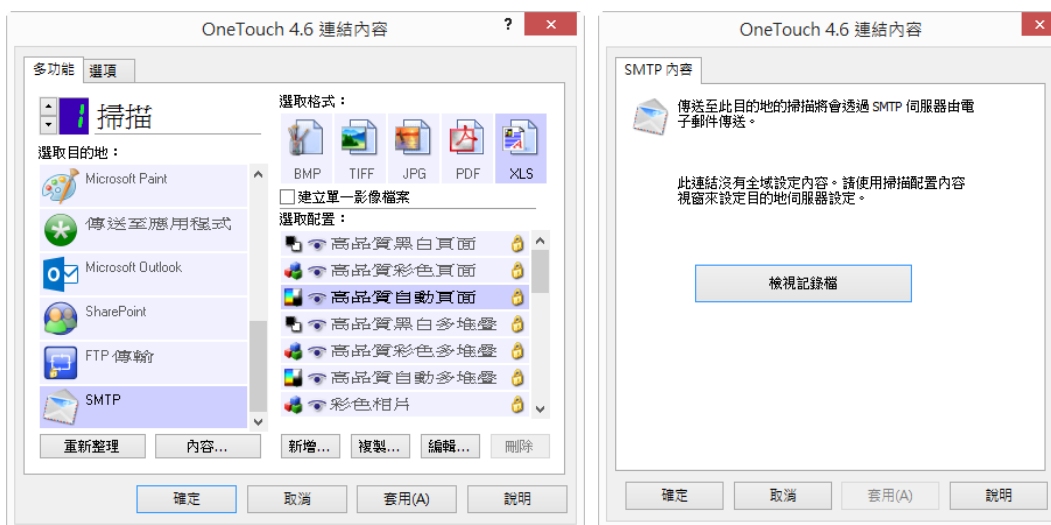 OneTouch 4.6 連結內容
?
×
多功能
選項
1 掃描
選取目的地：
Microsoft Paint
傳送至應用程式
Microsoft Outlook
SharePoint
FTP 傳輸
SMTP
重新整理
內容...
選取格式：
BMP
TIFF
JPG
PDF
XLS
建立單一影像檔案
選取配置：
高品質黑白頁面
高品質彩色頁面
高品質自動頁面
高品質黑白多堆疊
高品質彩色多堆疊
高品質自動多堆疊
彩色相片
新增...
複製...
編輯...
刪除
確定
取消
套用(A)
說明
OneTouch 4.6 連結內容
×
SMTP 內容
傳送至此目的地的掃描將會透過 SMTP 伺服器由電
子郵件傳送。
此連結沒有全域設定內容。請使用掃描配置內容
視窗來設定目的地伺服器設定。
檢視記錄檔
確定
取消
套用(A)
說明